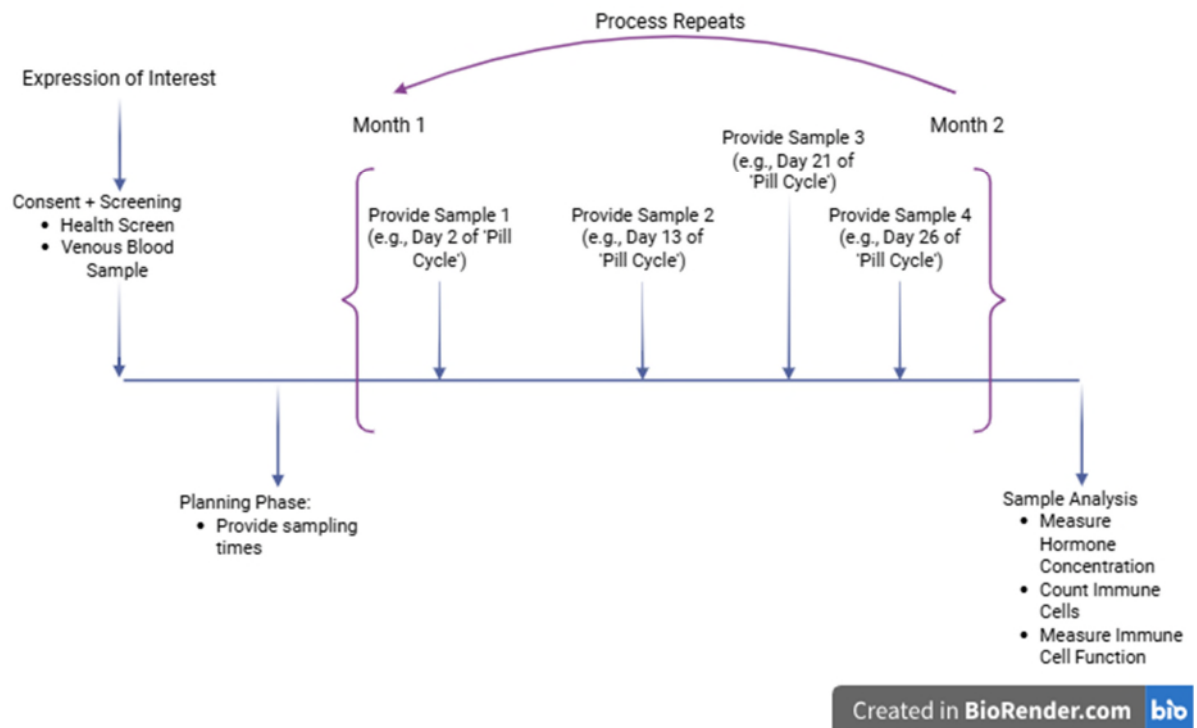 Process Repeats
Expression of Interest
Month 1
Month 2
Consent + Screening
• Health Screen
• Venous Blood
Sample
Provide Sample 1
(e.g., Day 2 of 'Pill
Cycle')
Provide Sample 2
(e.g., Day 13 of
'Pill Cycle')
Provide Sample 3
(e.g., Day 21 of
'Pill Cycle')
Provide Sample 4
(e.g., Day 26 of
'Pill Cycle')
Planning Phase:
• Provide sampling
times
Sample Analysis
• Measure
Hormone
Concentration
• Count Immune
Cells
• Measure Immune
Cell Function
Created in BioRender.com bio